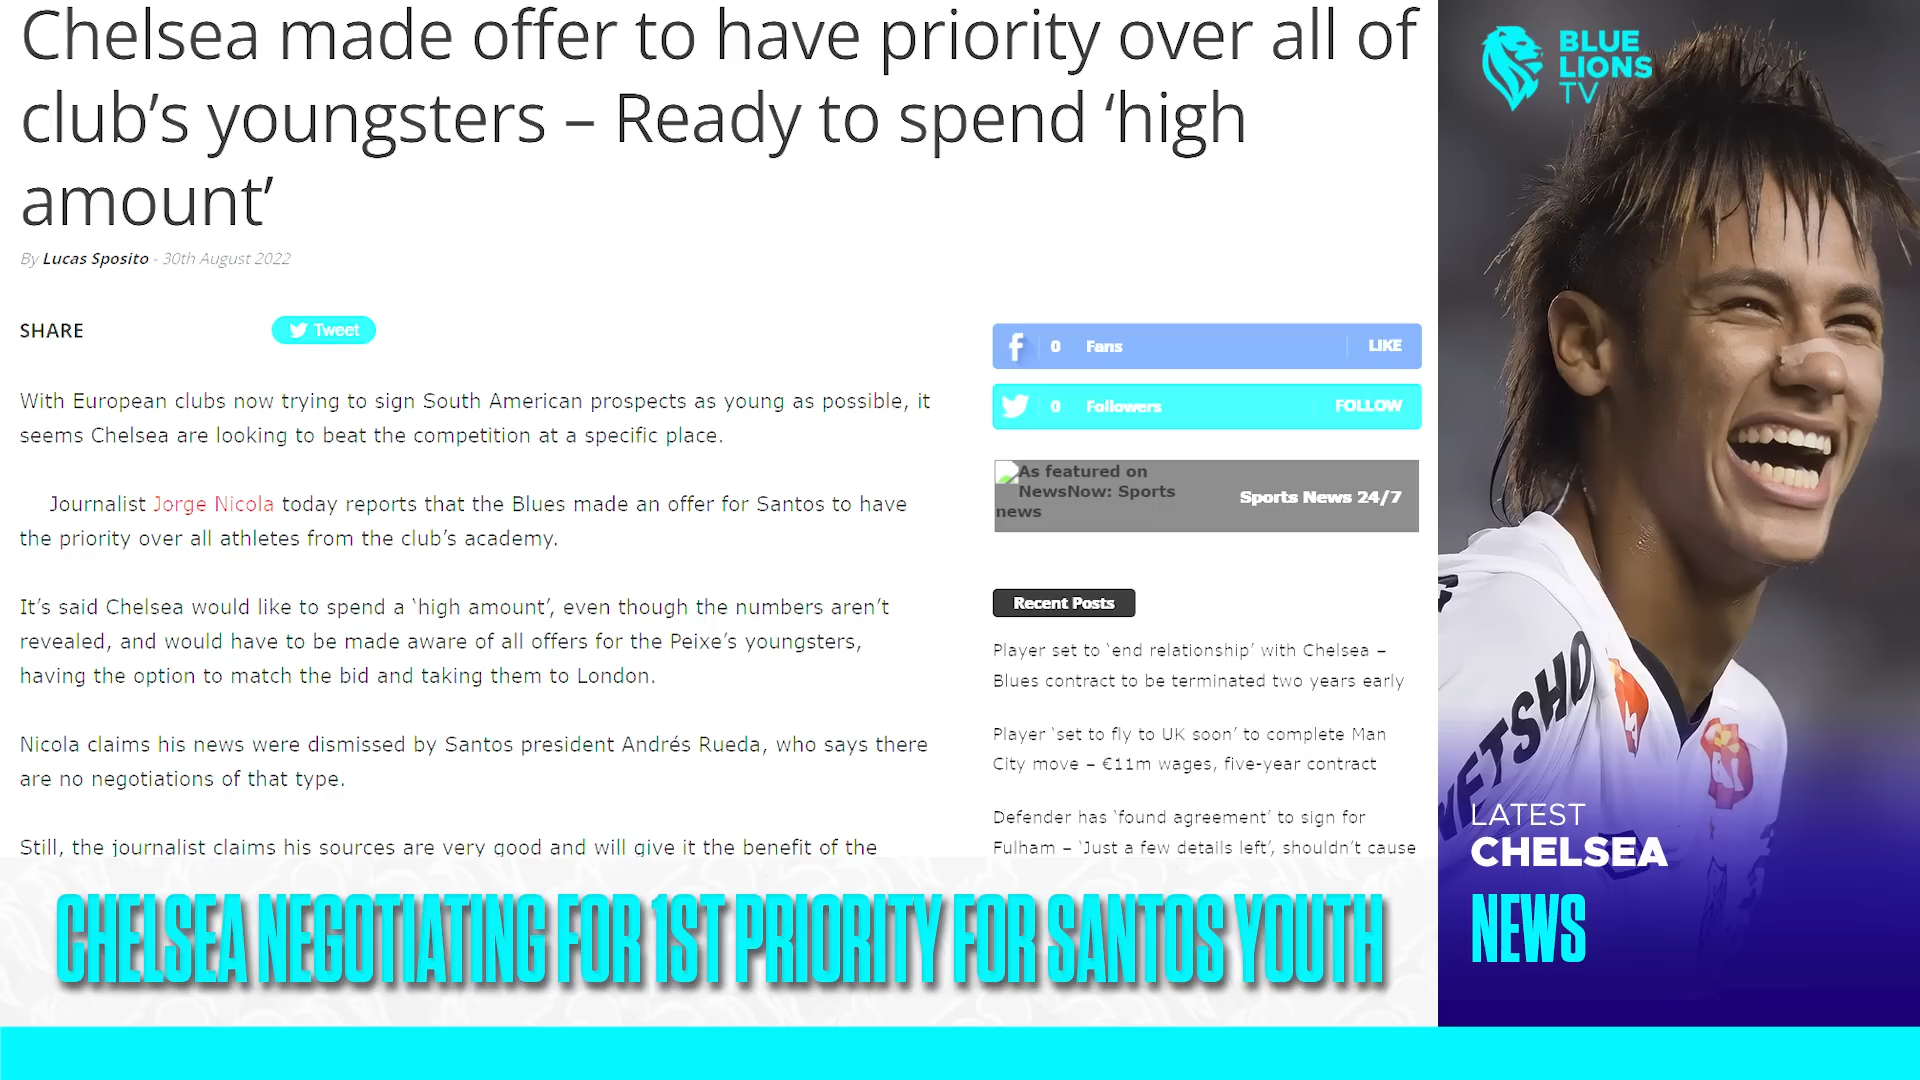 Chelsea made offer to have priority over all of
club’s youngsters – Ready to spend ‘high
amount’
By Lucas Sposito - 30th August 2022
SHARE
Tweet
With European clubs now trying to sign South American prospects as young as possible, it
seems Chelsea are looking to beat the competition at a specific place.
Journalist Jorge Nicola today reports that the Blues made an offer for Santos to have
the priority over all athletes from the club’s academy.
It’s said Chelsea would like to spend a ‘high amount’, even though the numbers aren’t
revealed, and would have to be made aware of all offers for the Peixe’s youngsters,
having the option to match the bid and taking them to London.
Nicola claims his news were dismissed by Santos president Andrés Rueda, who says there
are no negotiations of that type.
Still, the journalist claims his sources are very good and will give it the benefit of the
0 Fans LIKE
0 Followers FOLLOW
As featured on
NewsNow: Sports
news
Sports News 24/7
Recent Posts
Player set to ‘end relationship’ with Chelsea –
Blues contract to be terminated two years early
Player ‘set to fly to UK soon’ to complete Man
City move – €11m wages, five-year contract
Defender has ‘found agreement’ to sign for
Fulham – ‘Just a few details left’, shouldn’t cause
CHELSEA NEGOTIATING FOR 1ST PRIORITY FOR SANTOS YOUTH
BLUE
LIONS
TV
LATEST
CHELSEA
NEWS